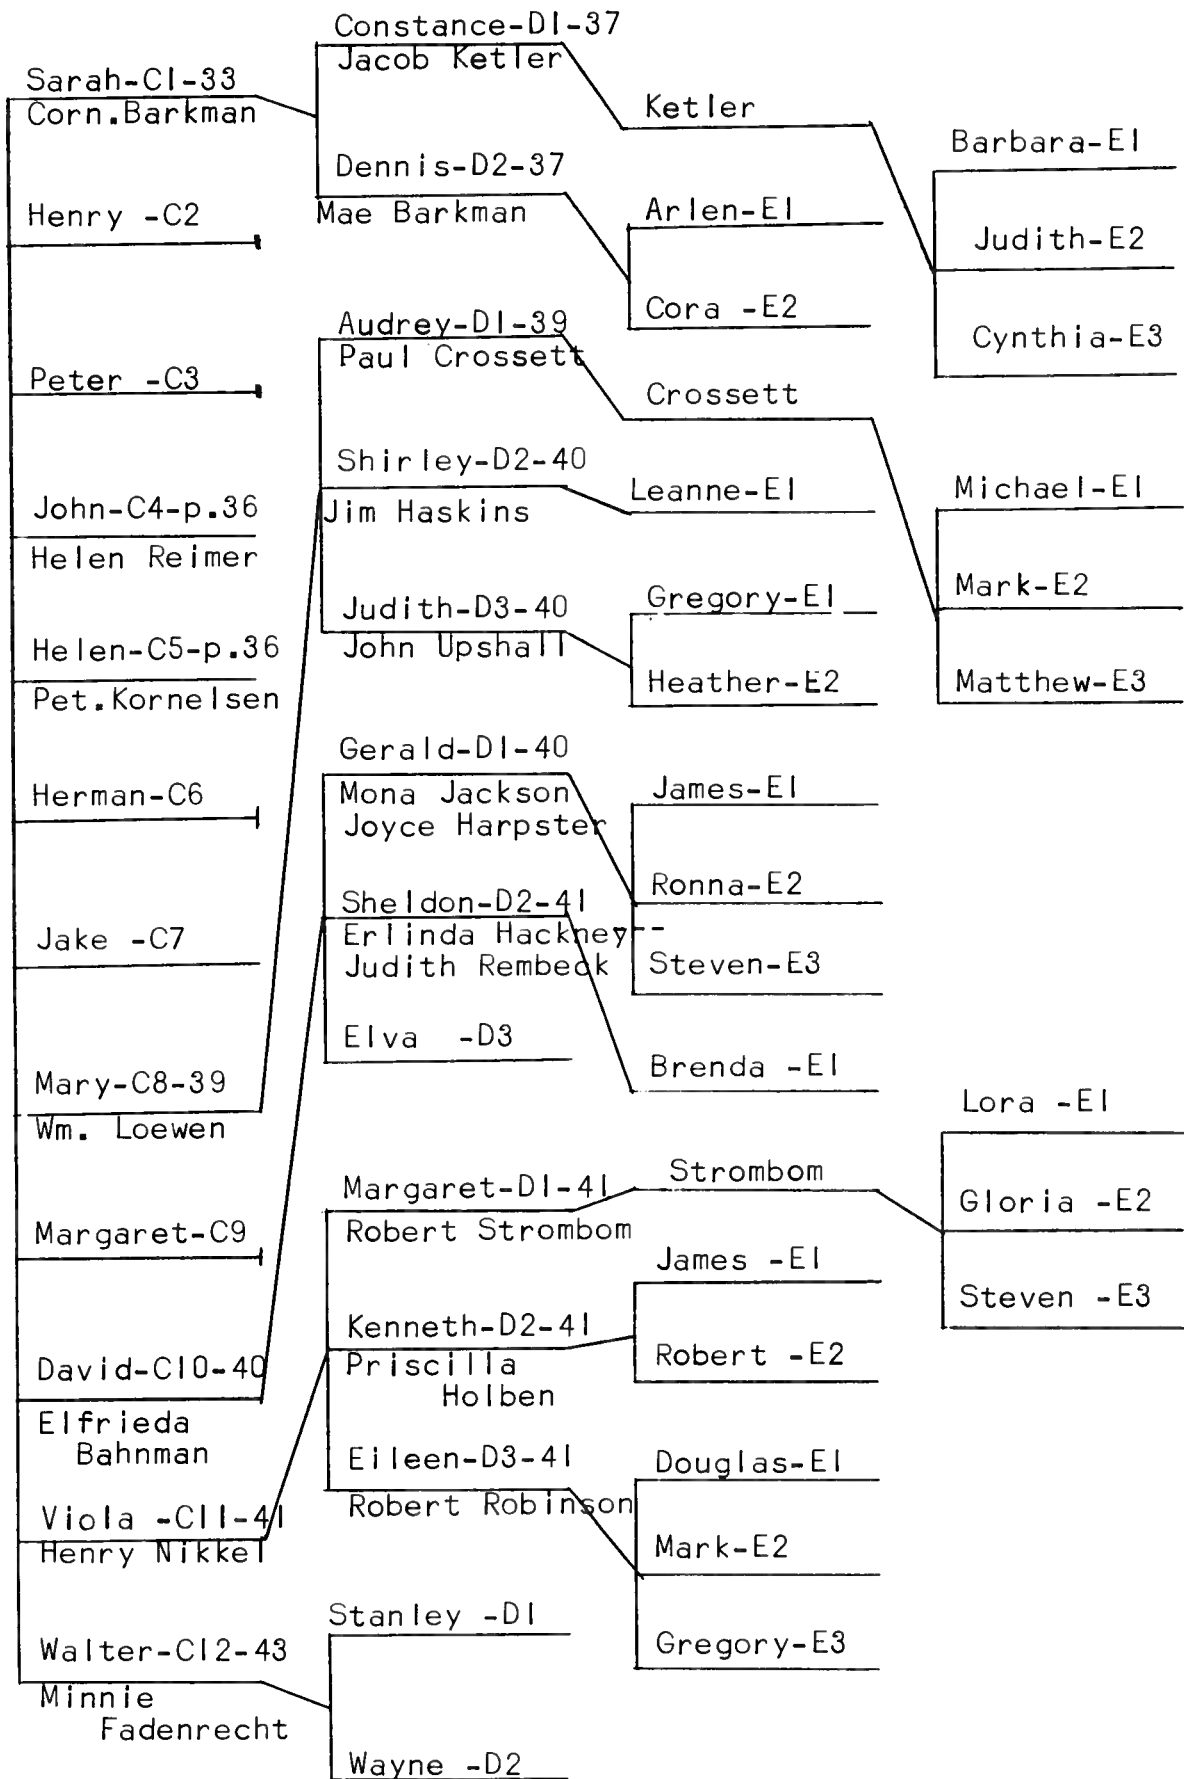 Sarah-C1-33
Corn.Barkman
Henry -C2
Peter -C3
John-C4-p.36
Helen Reimer
Helen-C5-p.36
Pet.Kornelsen
Herman-C6
Jake -C7
Mary-C8-39
Wm. Loewen
Margaret-C9
David-C10-40
Elfrieda
Bahnman
Viola -C11-41
Henry Nikkel
Walter-C12-43
Minnie
Fadenrecht
Constance-D1-37
Jacob Ketler
Dennis-D2-37
Mae Barkman
Audrey-D1-39
Paul Crossett
Shirley-D2-40
Jim Haskins
Judith-D3-40
John Upshall
Gerald-D1-40
Mona Jackson
Joyce Harpster
Sheldon-D2-41
Erlinda Hackney--
Judith Rembeck
Elva -D3
Margaret-D1-41
Robert Strombom
Kenneth-D2-41
Priscilla
Holben
Eileen-D3-41
Robert Robinson
Stanley -D1
Wayne -D2
Ketler
Arlen-E1
Cora -E2
Crossett
Leanne-E1
Gregory-E1
Heather-E2
James-E1
Ronna-E2
Steven-E3
Brenda -E1
Strombom
James -E1
Robert -E2
Douglas-E1
Mark-E2
Gregory-E3
Barbara-E1
Judith-E2
Cynthia-E3
Michael-E1
Mark-E2
Matthew-E3
Lora -E1
Gloria -E2
Steven -E3